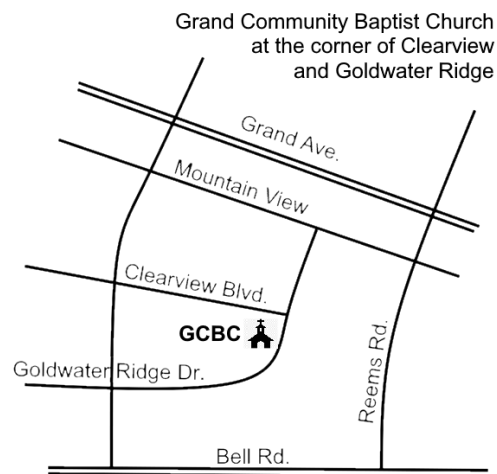 Grand Community Baptist Church
at the corner of Clearview
and Goldwater Ridge
Grand Ave.
Mountain View
Clearview Blvd.
GCBC
Goldwater Ridge Dr.
Reems Rd.
Bell Rd.